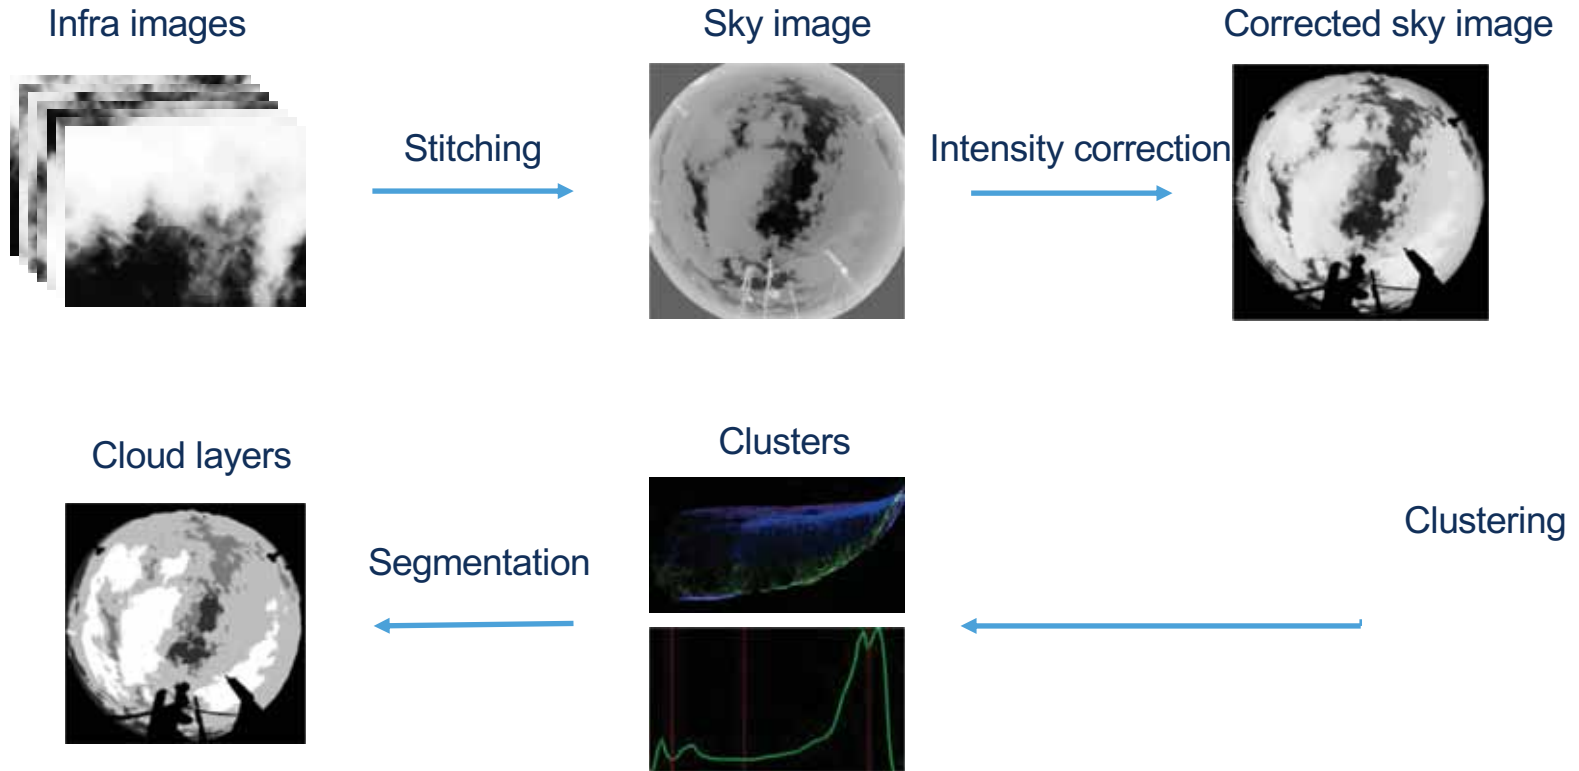 Infra images
Sky image
Corrected sky image
Stitching
Intensity correction
Clustering
Clusters
Segmentation
Cloud layers